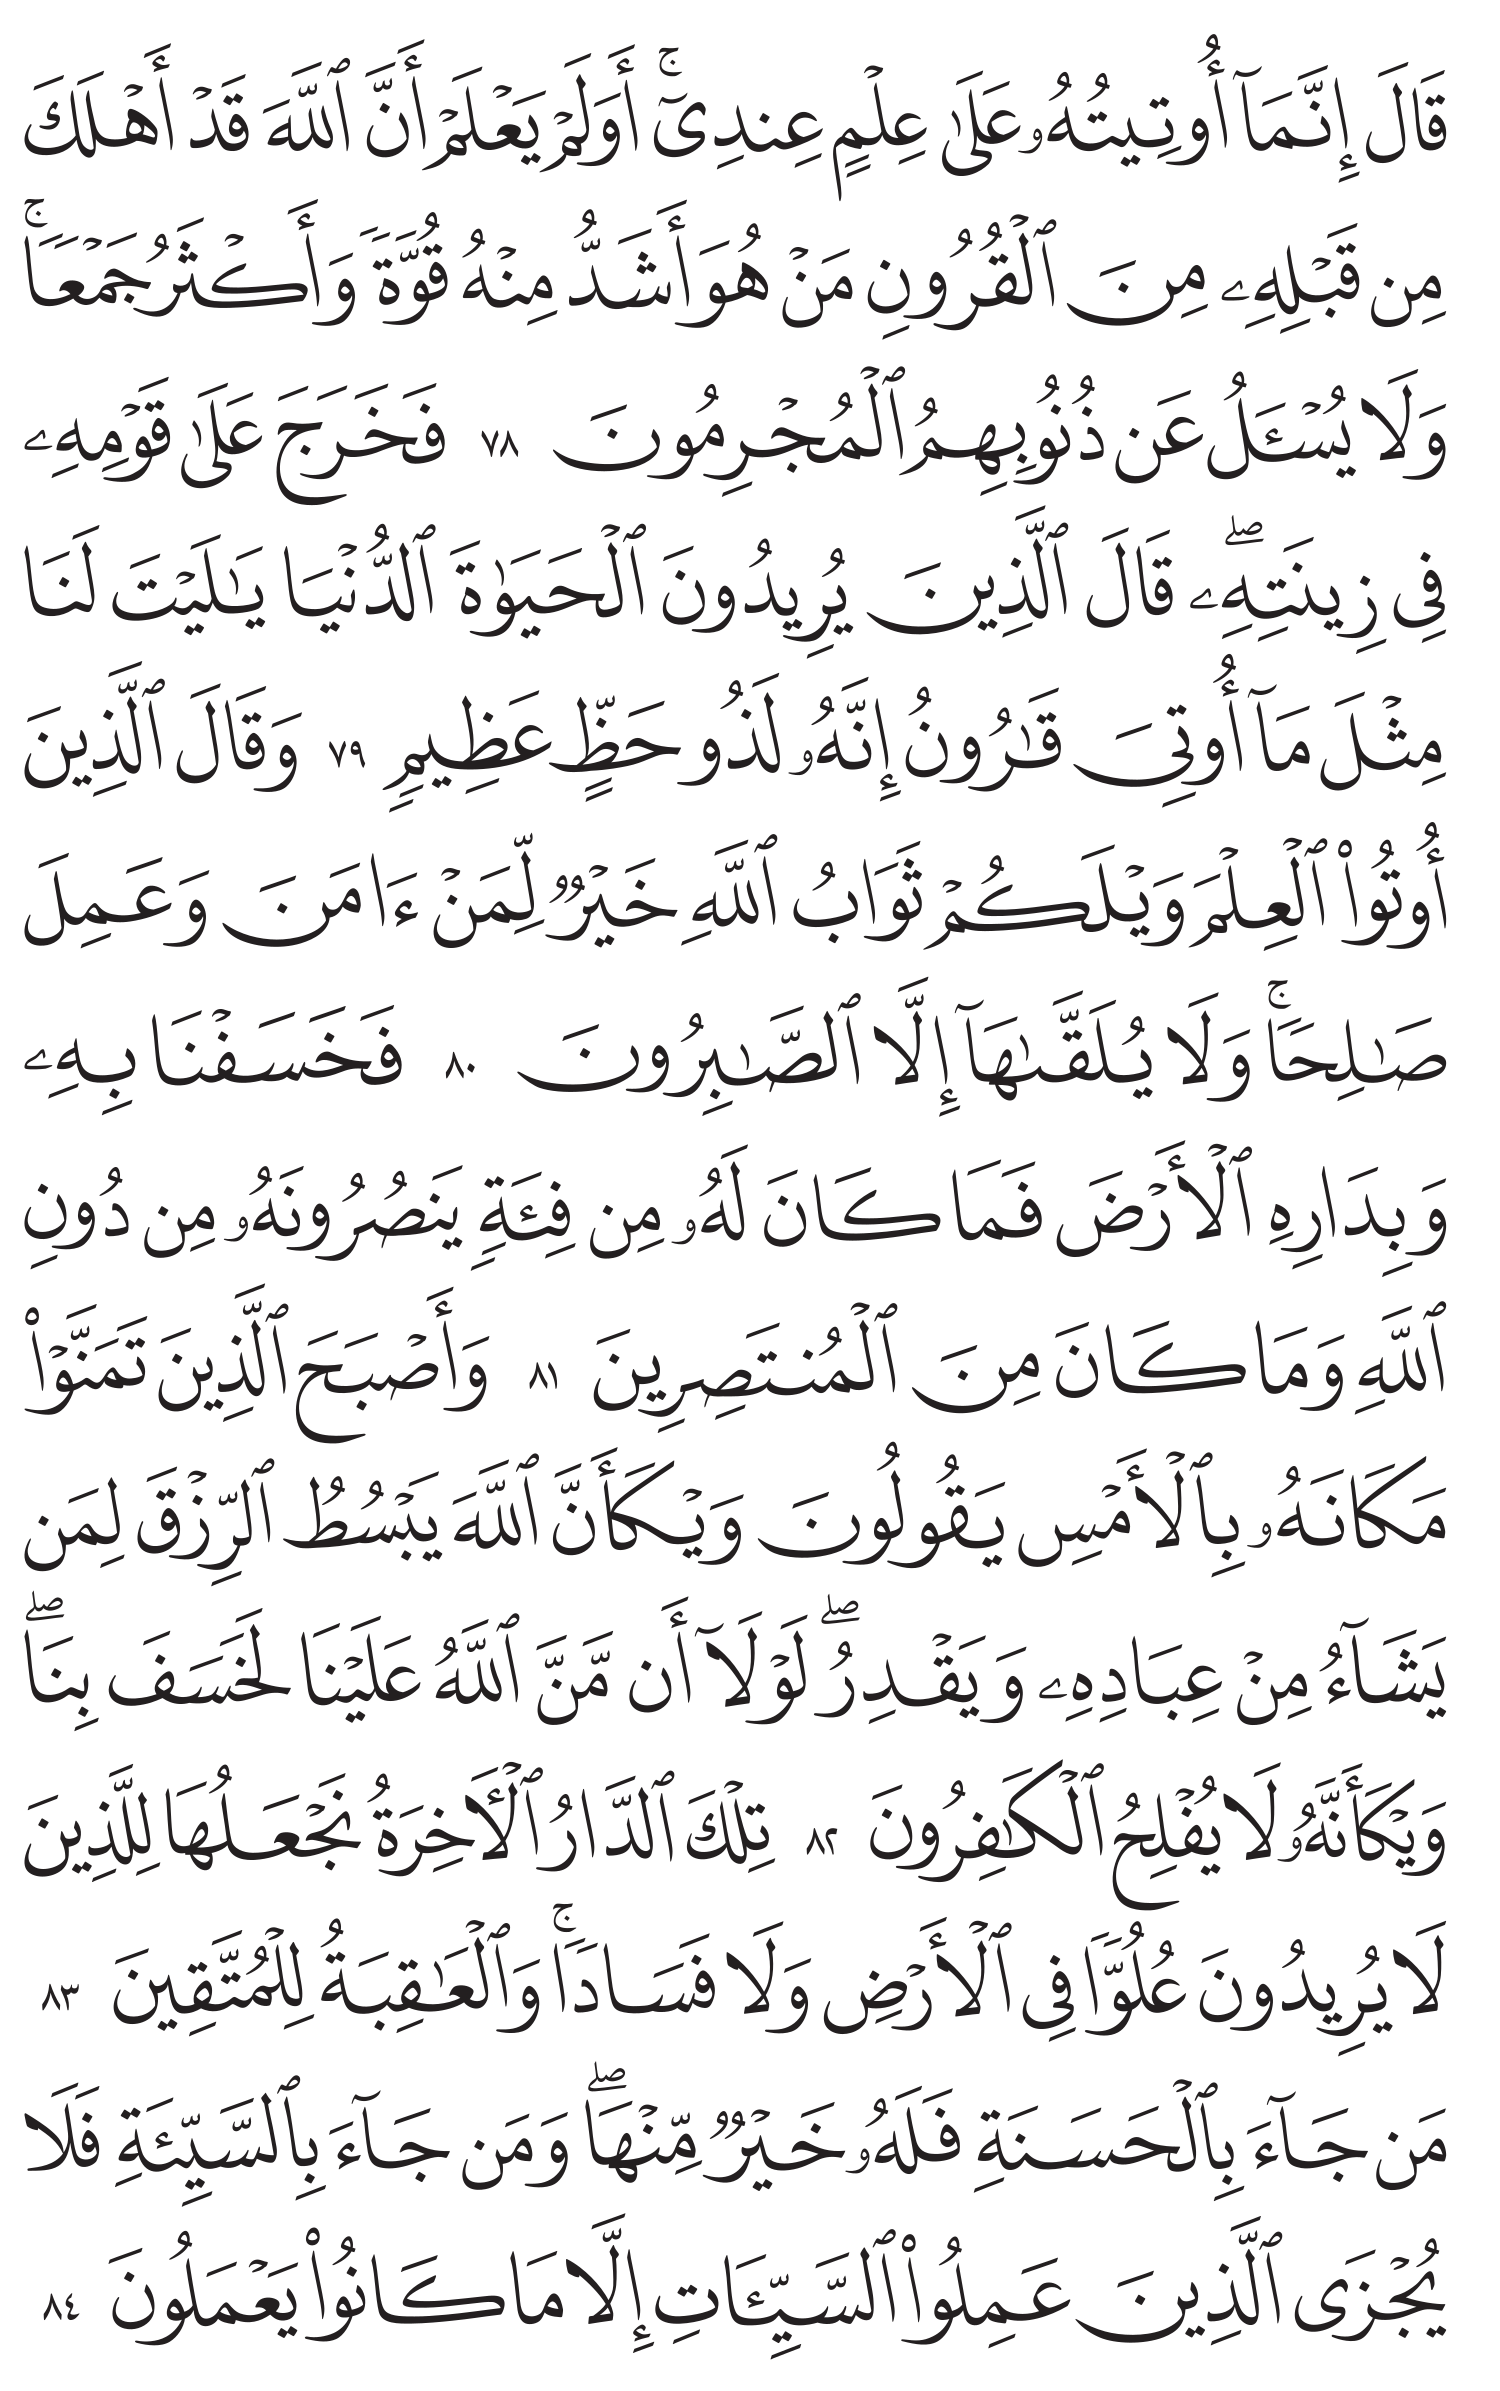 قَالَ إِنَّمَآ أُوتِيتُهُۥ عَلَىٰ عِلْمٍ عِندِىٓ ۚ أَوَلَمْ يَعْلَمْ أَنَّ ٱللَّهَ قَدْ أَهْلَكَ
مِن قَبْلِهِۦ مِنَ ٱلْقُرُونِ مَنْ هُوَ أَشَدُّ مِنْهُ قُوَّةً وَأَكْثَرُ جَمْعًا ۚ
وَلَا يُسْـَٔلُ عَن ذُنُوبِهِمُ ٱلْمُجْرِمُونَ ٧٨ فَخَرَجَ عَلَىٰ قَوْمِهِۦ
فِى زِينَتِهِۦ ۖ قَالَ ٱلَّذِينَ يُرِيدُونَ ٱلْحَيَوٰةَ ٱلدُّنْيَا يَـٰلَيْتَ لَنَا
مِثْلَ مَآ أُوتِىَ قَـٰرُونُ إِنَّهُۥ لَذُو حَظٍّ عَظِيمٍ ٧٩ وَقَالَ ٱلَّذِينَ
أُوتُوا۟ ٱلْعِلْمَ وَيْلَكُمْ ثَوَابُ ٱللَّهِ خَيْرٌ لِّمَنْ ءَامَنَ وَعَمِلَ
صَـٰلِحًا ۚ وَلَا يُلَقَّىٰهَآ إِلَّا ٱلصَّـٰبِرُونَ ٨٠ فَخَسَفْنَا بِهِۦ
وَبِدَارِهِ ٱلْأَرْضَ فَمَا كَانَ لَهُۥ مِن فِئَةٍ يَنصُرُونَهُۥ مِن دُونِ
ٱللَّهِ وَمَا كَانَ مِنَ ٱلْمُنتَصِرِينَ ٨١ وَأَصْبَحَ ٱلَّذِينَ تَمَنَّوْا۟
مَكَانَهُۥ بِٱلْأَمْسِ يَقُولُونَ وَيْكَأَنَّ ٱللَّهَ يَبْسُطُ ٱلرِّزْقَ لِمَن
يَشَآءُ مِنْ عِبَادِهِۦ وَيَقْدِرُ ۖ لَوْلَآ أَن مَّنَّ ٱللَّهُ عَلَيْنَا لَخَسَفَ بِنَا ۖ
وَيْكَأَنَّهُۥ لَا يُفْلِحُ ٱلْكَـٰفِرُونَ ٨٢ تِلْكَ ٱلدَّارُ ٱلْـَٔاخِرَةُ نَجْعَلُهَا لِلَّذِينَ
لَا يُرِيدُونَ عُلُوًّا فِى ٱلْأَرْضِ وَلَا فَسَادًا ۚ وَٱلْعَـٰقِبَةُ لِلْمُتَّقِينَ ٨٣
مَن جَآءَ بِٱلْحَسَنَةِ فَلَهُۥ خَيْرٌ مِّنْهَا ۖ وَمَن جَآءَ بِٱلسَّيِّئَةِ فَلَا
يُجْزَى ٱلَّذِينَ عَمِلُوا۟ ٱلسَّيِّـَٔاتِ إِلَّا مَا كَانُوا۟ يَعْمَلُونَ ٨٤